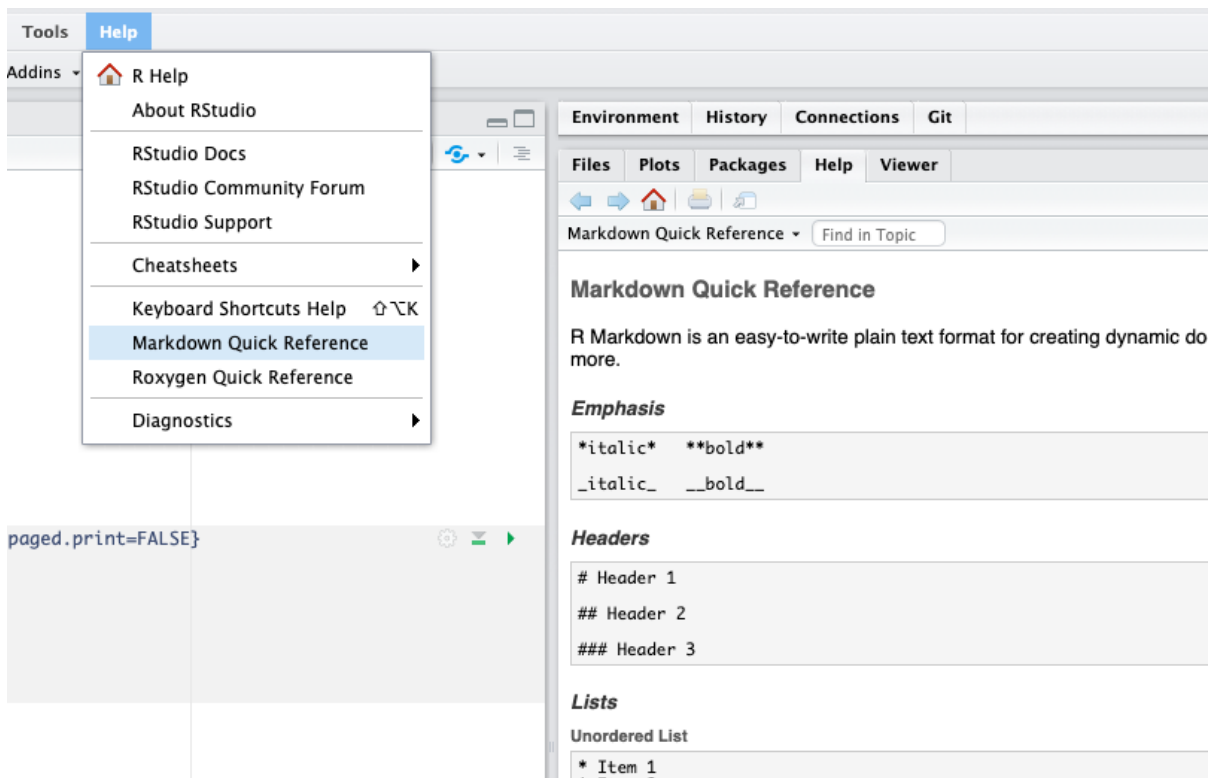 Tools Help
Addins
R Help
About RStudio
RStudio Docs
RStudio Community Forum
RStudio Support
Cheatsheets
Keyboard Shortcuts Help ⇧⌥K
Markdown Quick Reference
Roxygen Quick Reference
Diagnostics
paged.print=FALSE}
Environment History Connections Git
Files Plots Packages Help Viewer
Markdown Quick Reference Find in Topic
Markdown Quick Reference
R Markdown is an easy-to-write plain text format for creating dynamic do
more.
Emphasis
*italic* **bold**
_italic_ __bold__
Headers
# Header 1
## Header 2
### Header 3
Lists
Unordered List
* Item 1